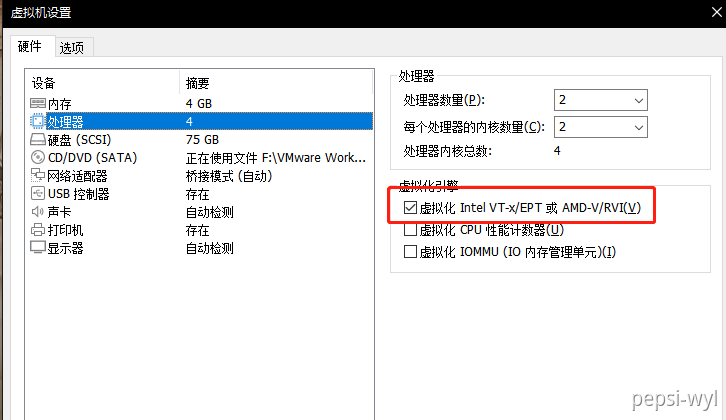 虚拟机设置
硬件 选项
设备 摘要
内存 4 GB
处理器 4
硬盘 (SCSI) 75 GB
CD/DVD (SATA) 正在使用文件 F:\VMware Work...
网络适配器 桥接模式 (自动)
USB 控制器 存在
声卡 自动检测
打印机 存在
显示器 自动检测
处理器
处理器数量(P): 2
每个处理器的内核数量(C): 2
处理器内核总数: 4
虚拟化引擎
虚拟化 Intel VT-x/EPT 或 AMD-V/RVI(V)
虚拟化 CPU 性能计数器(U)
虚拟化 IOMMU (IO 内存管理单元)(I)
pepsi-wyl